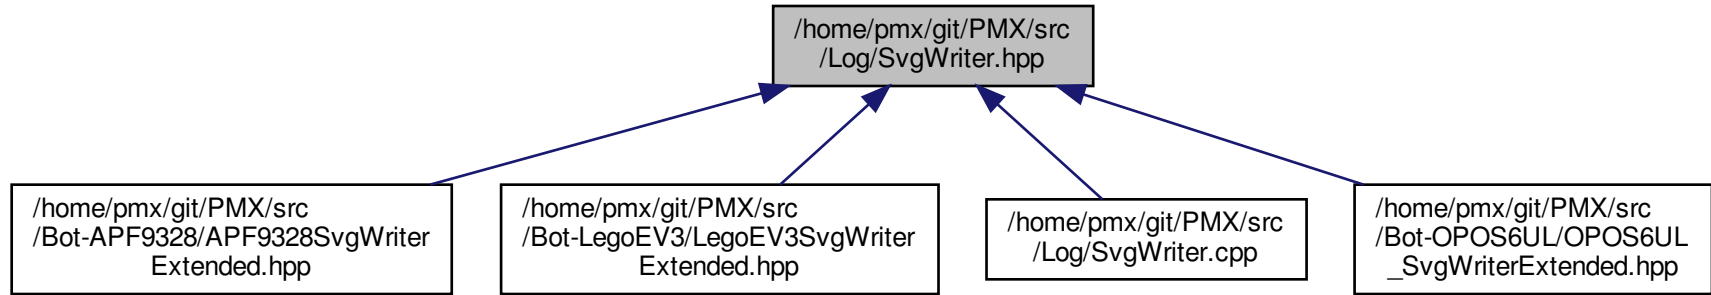 /home/pmx/git/PMX/src
/Log/SvgWriter.hpp
/home/pmx/git/PMX/src
/Bot-APF9328/APF9328SvgWriter
Extended.hpp
/home/pmx/git/PMX/src
/Bot-LegoEV3/LegoEV3SvgWriter
Extended.hpp
/home/pmx/git/PMX/src
/Log/SvgWriter.cpp
/home/pmx/git/PMX/src
/Bot-OPOS6UL/OPOS6UL
_SvgWriterExtended.hpp